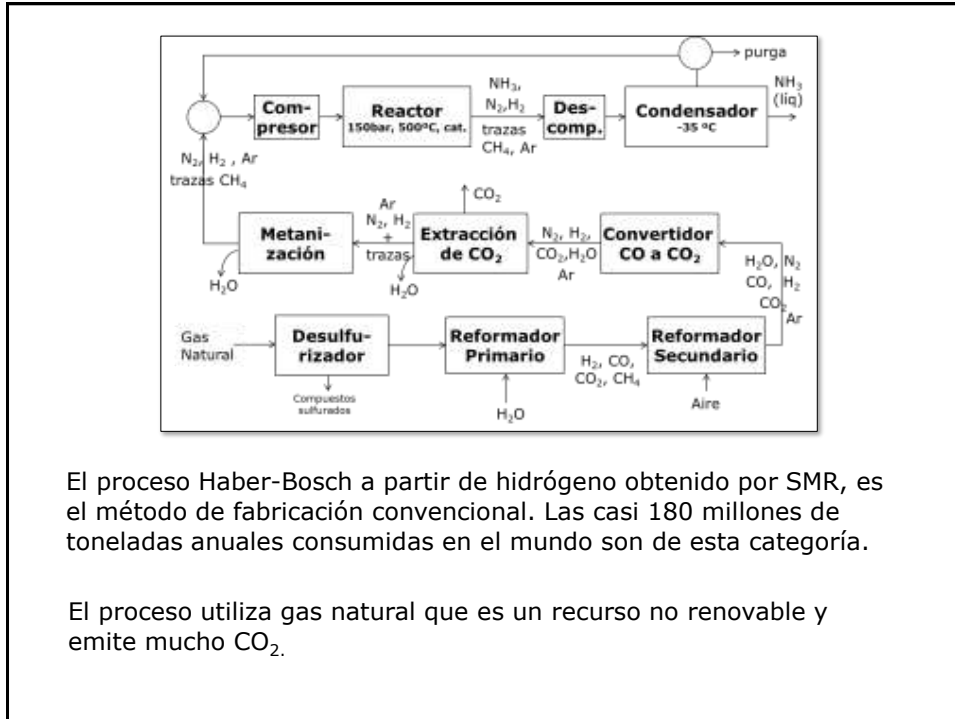 purga
NH₃
(líq)
Com-
presor
Reactor
150bar, 500ºC, cat.
NH₃,
N₂,H₂
trazas
CH₄, Ar
Des-
comp.
Condensador
-35 ºC
N₂, H₂ , Ar
trazas CH₄
Metani-
zación
H₂O
Ar
N₂, H₂
+
trazas
CO₂
Extracción
de CO₂
H₂O
N₂, H₂,
CO₂,H₂O
Ar
Convertidor
CO a CO₂
H₂O, N₂
CO, H₂
CO₂
Ar
Gas
Natural
Desulfu-
rizador
Compuestos
sulfurados
Reformador
Primario
H₂O
H₂, CO,
CO₂, CH₄
Reformador
Secundario
Aire
El proceso Haber-Bosch a partir de hidrógeno obtenido por SMR, es
el método de fabricación convencional. Las casi 180 millones de
toneladas anuales consumidas en el mundo son de esta categoría.
El proceso utiliza gas natural que es un recurso no renovable y
emite mucho CO₂.